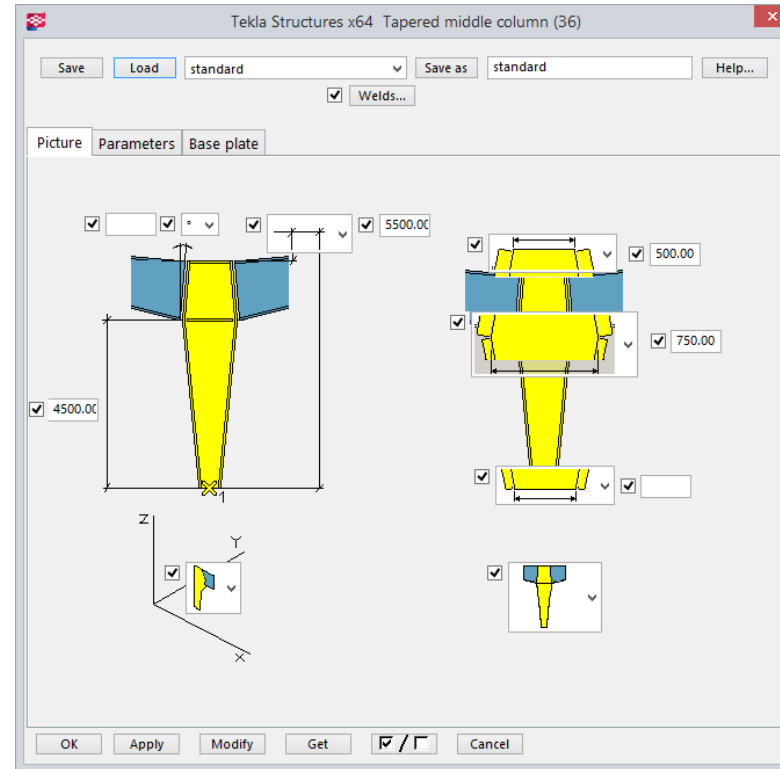 Tekla Structures x64 Tapered middle column (36)
Save Load standard Save as standard Help...
Welds...
Picture Parameters Base plate
° 5500.00
500.00
750.00
4500.00
1
Z
Y
X
OK Apply Modify Get / Cancel